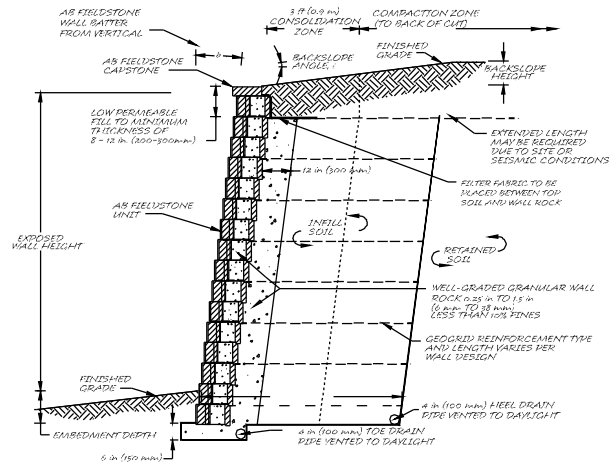 AB FIELDSTONE
WALL BATTER
FROM VERTICAL
3 ft (0.9 m)
CONSOLIDATION
ZONE
COMPACTION ZONE
(TO BACK OF CUT)
FINISHED
GRADE
AB FIELDSTONE
CAPSTONE
BACKSLOPE
ANGLE, i
BACKSLOPE
HEIGHT
LOW PERMEABLE
FILL TO MINIMUM
THICKNESS OF
8 - 12 in. (200-300mm)
EXTENDED LENGTH
MAY BE REQUIRED
DUE TO SITE OR
SEISMIC CONDITIONS
12 in (300 mm)
FILTER FABRIC TO BE
PLACED BETWEEN TOP
SOIL AND WALL ROCK
AB FIELDSTONE
UNIT
INFILL
SOIL
EXPOSED
WALL HEIGHT
RETAINED
SOIL
WELL-GRADED GRANULAR WALL
ROCK 0.25 in TO 1.5 in
(6 mm TO 38 mm)
LESS THAN 10% FINES
GEOGRID REINFORCEMENT TYPE
AND LENGTH VARIES PER
WALL DESIGN
FINISHED
GRADE
4 in (100 mm) HEEL DRAIN
PIPE VENTED TO DAYLIGHT
EMBEDMENT DEPTH
4 in (100 mm) TOE DRAIN
PIPE VENTED TO DAYLIGHT
6 in (150 mm)